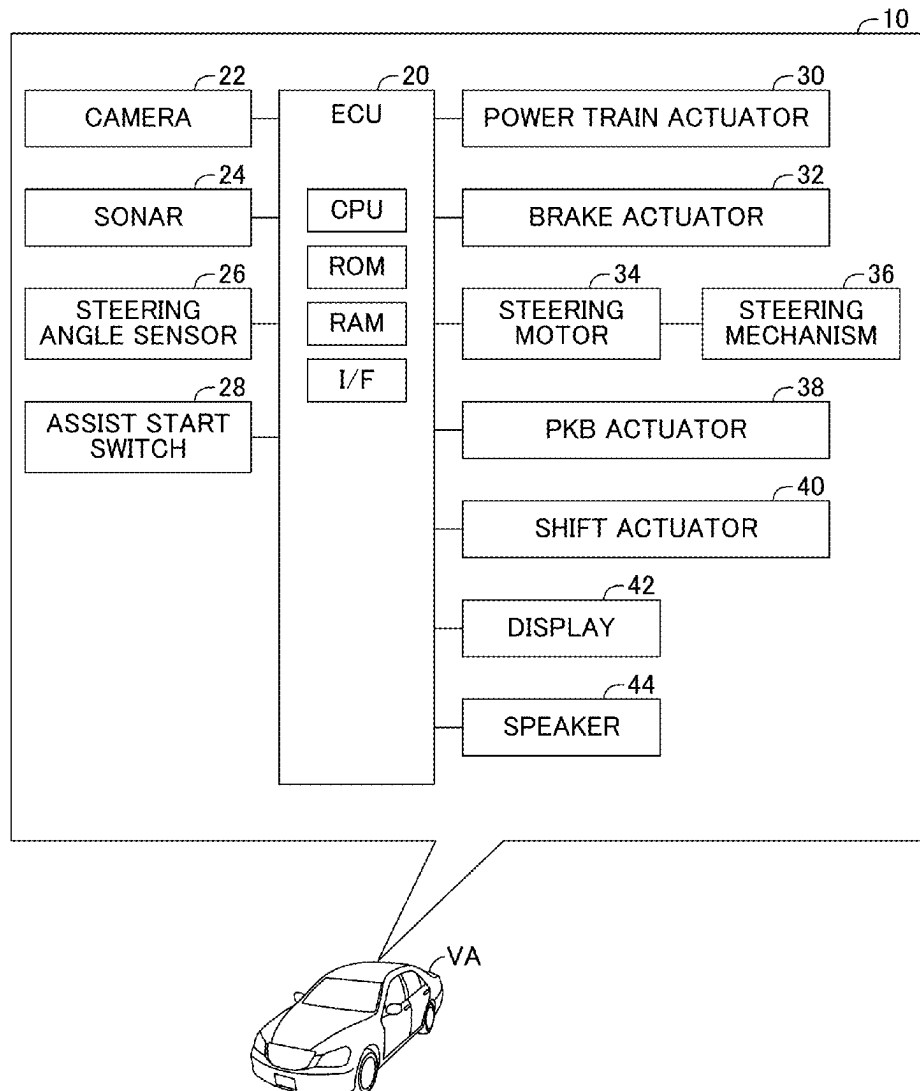 10
22
CAMERA
24
SONAR
26
STEERING
ANGLE SENSOR
28
ASSIST START
SWITCH
20
ECU
CPU
ROM
RAM
I/F
30
POWER TRAIN ACTUATOR
32
BRAKE ACTUATOR
34
STEERING
MOTOR
36
STEERING
MECHANISM
38
PKB ACTUATOR
40
SHIFT ACTUATOR
42
DISPLAY
44
SPEAKER
VA